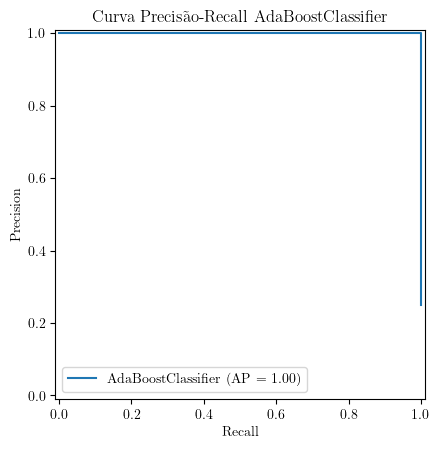 Curva Precisão-Recall AdaBoostClassifier
1.0
0.8
0.6
0.4
0.2
0.0
Precision
AdaBoostClassifier (AP = 1.00)
0.0 0.2 0.4 0.6 0.8 1.0
Recall